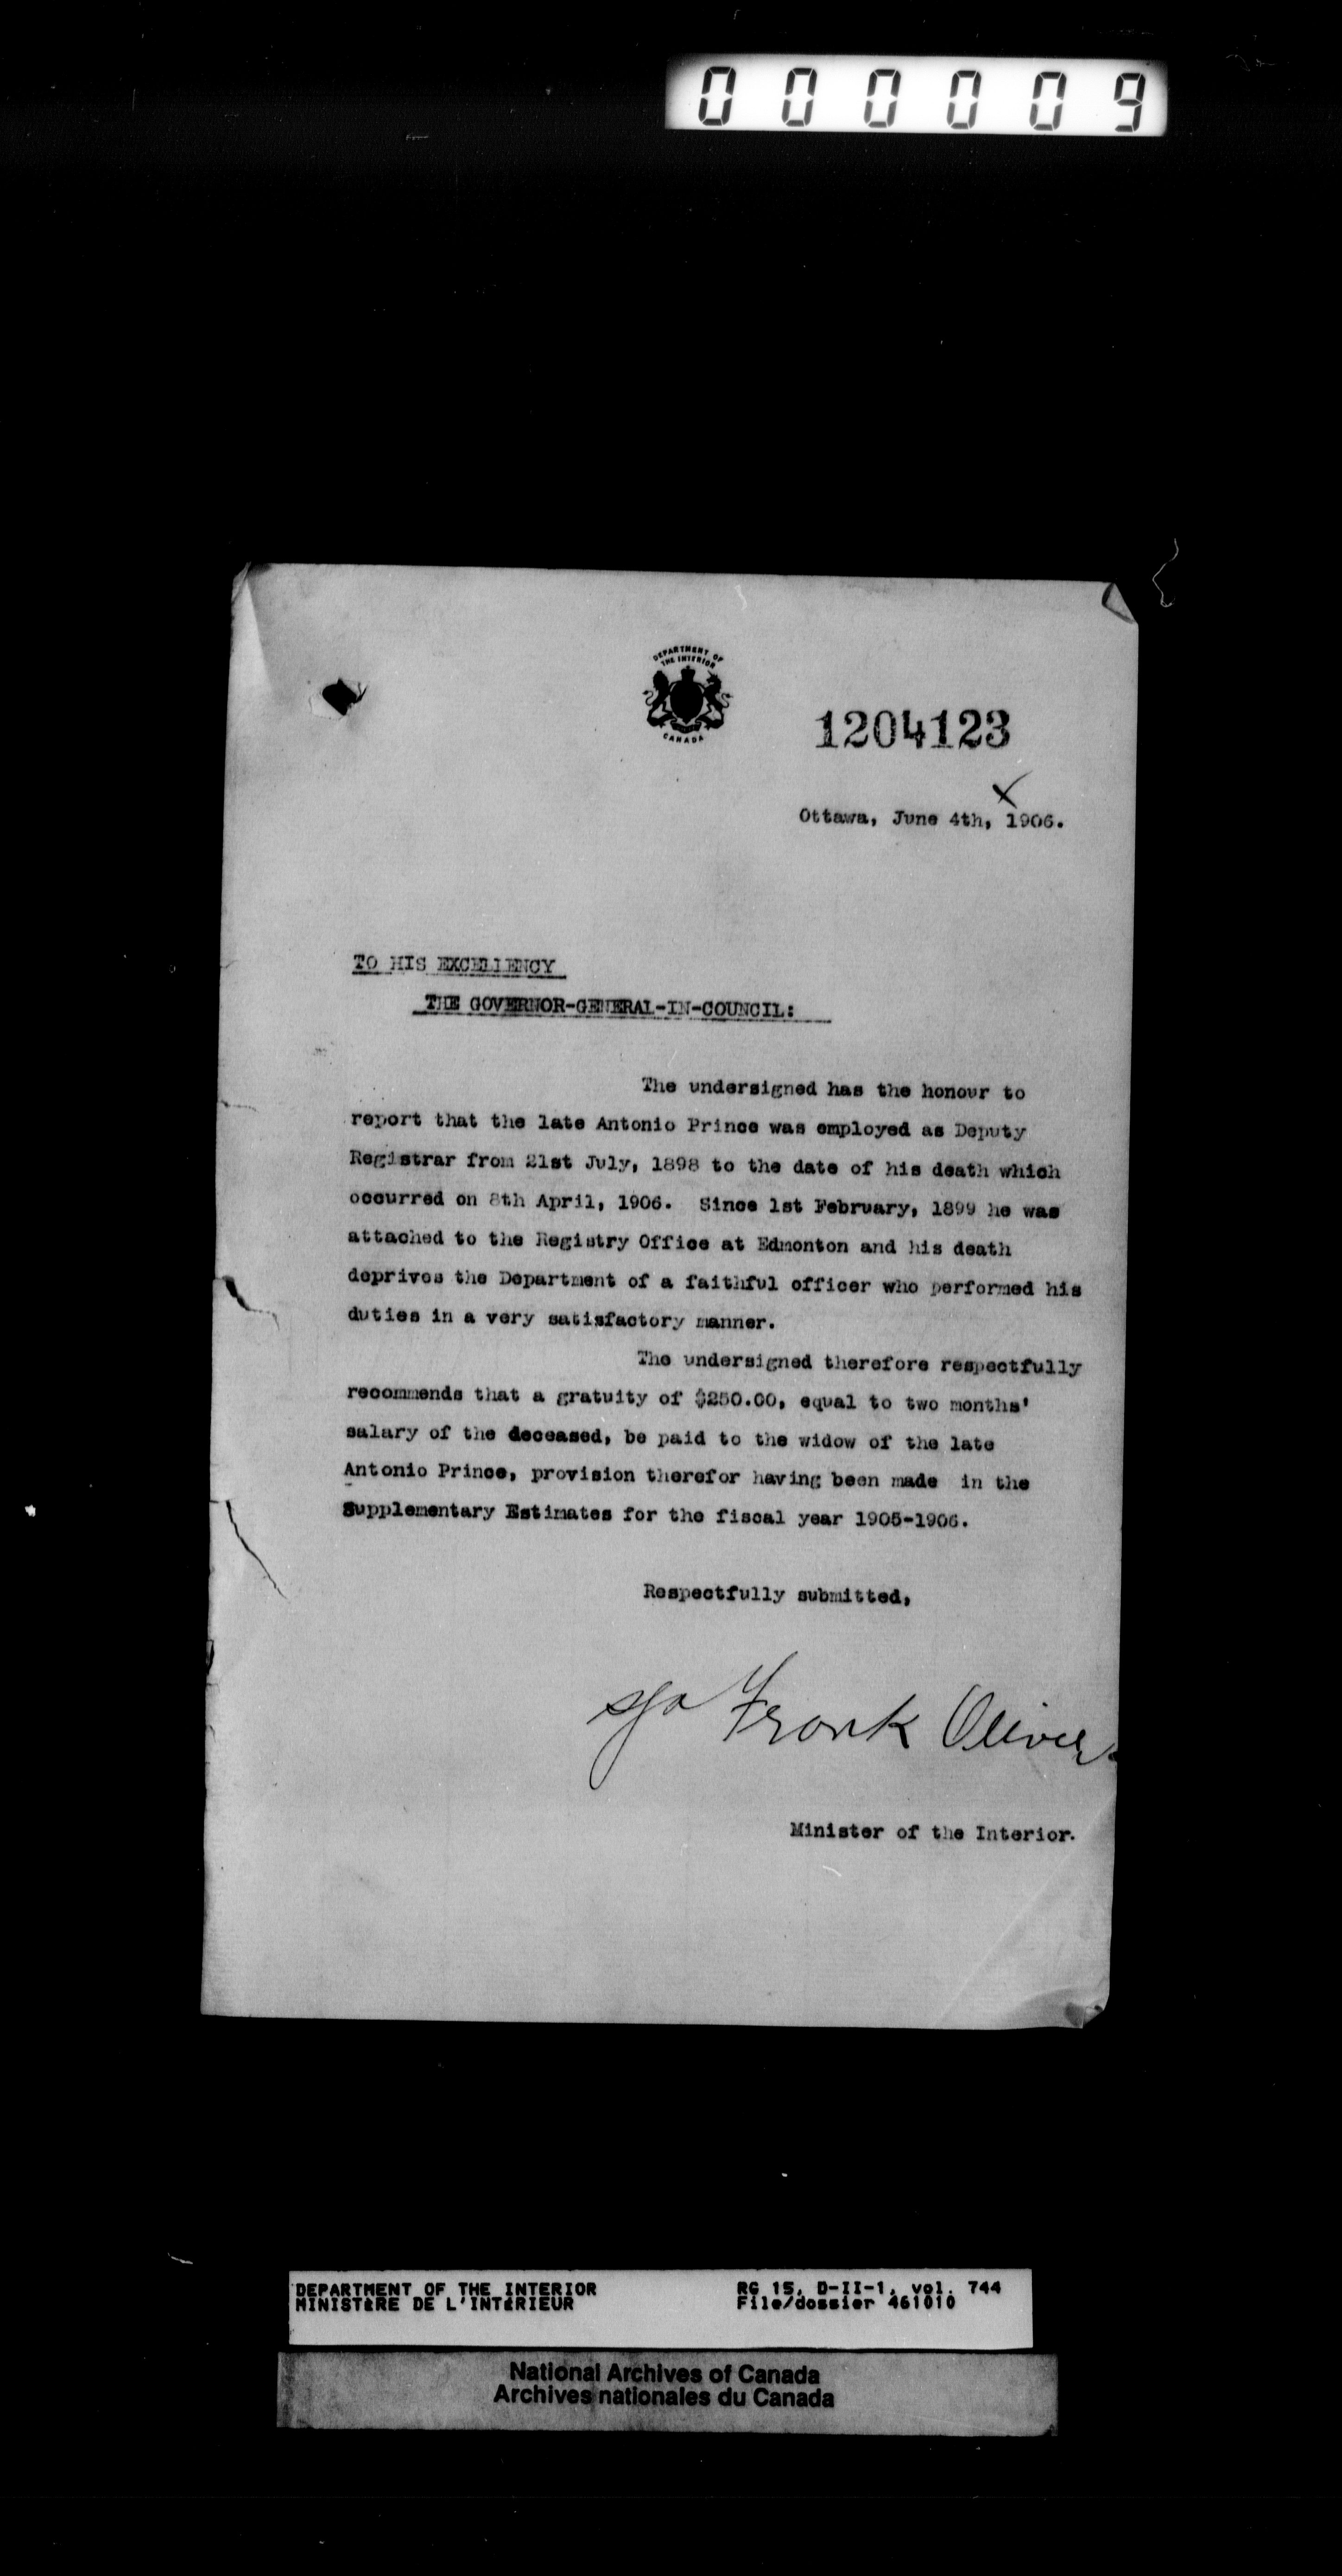 000009
DEPARTMENT OF
THE INTERIOR
CANADA
1204123
Ottawa, June 4th, 1906.
TO HIS EXCELLENCY
THE GOVERNOR-GENERAL-IN-COUNCIL:
The undersigned has the honour to
report that the late Antonio Prince was employed as Deputy
Registrar from 21st July, 1898 to the date of his death which
occurred on 8th April, 1906. Since 1st February, 1899 he was
attached to the Registry Office at Edmonton and his death
deprives the Department of a faithful officer who performed his
duties in a very satisfactory manner.
The undersigned therefore respectfully
recommends that a gratuity of $250.00, equal to two months'
salary of the deceased, be paid to the widow of the late
Antonio Prince, provision therefor having been made in the
Supplementary Estimates for the fiscal year 1905-1906.
Respectfully submitted,
Frank Oliver
Minister of the Interior.
DEPARTMENT OF THE INTERIOR RG 15, D-II-1, vol. 744
MINISTÈRE DE L'INTÉRIEUR File/dossier 461010
National Archives of Canada
Archives nationales du Canada